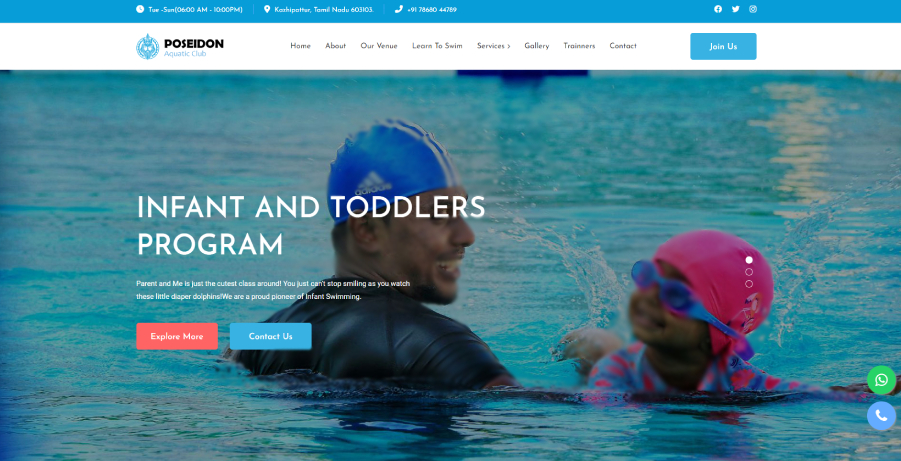 Tue -Sun(06:00 AM - 10:00PM)
Kazhipattur, Tamil Nadu 603103.
+91 78680 44789
POSEIDON
Aquatic Club
Home
About
Our Venue
Learn To Swim
Services
Gallery
Trainners
Contact
Join Us
adidas
INFANT AND TODDLERS
PROGRAM
Parent and Me is just the cutest class around! You just can't stop smiling as you watch
these little diaper dolphins!We are a proud pioneer of Infant Swimming.
Explore More
Contact Us